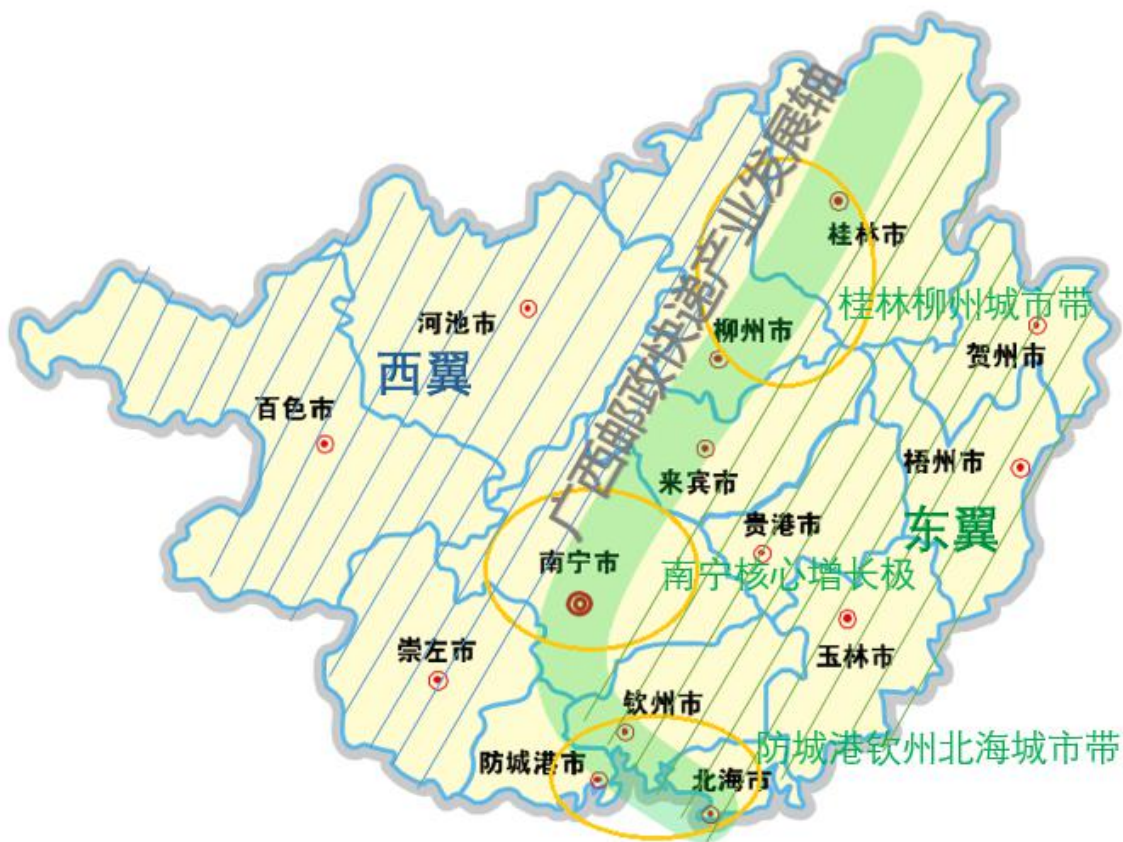 广西邮政快递产业发展轴
桂林市
桂林柳州城市带
河池市
柳州市
贺州市
西翼
百色市
梧州市
来宾市
贵港市
东翼
南宁市
南宁核心增长极
崇左市
玉林市
钦州市
防城港钦州北海城市带
防城港市
北海市